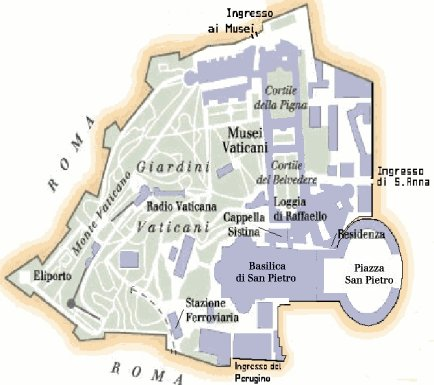 Ingresso
ai Musei
Cortile
della Pigna
ROMA
Musei
Vaticani
Giardini
Cortile
del Belvedere
Ingresso
di S.Anna
Monte Vaticano
Radio Vaticana
Loggia
di Raffaello
Cappella
Sistina
Vaticani
Residenza
Eliporto
Basilica
di San Pietro
Piazza
San Pietro
Stazione
Ferroviaria
Ingresso del
Perugino
ROMA